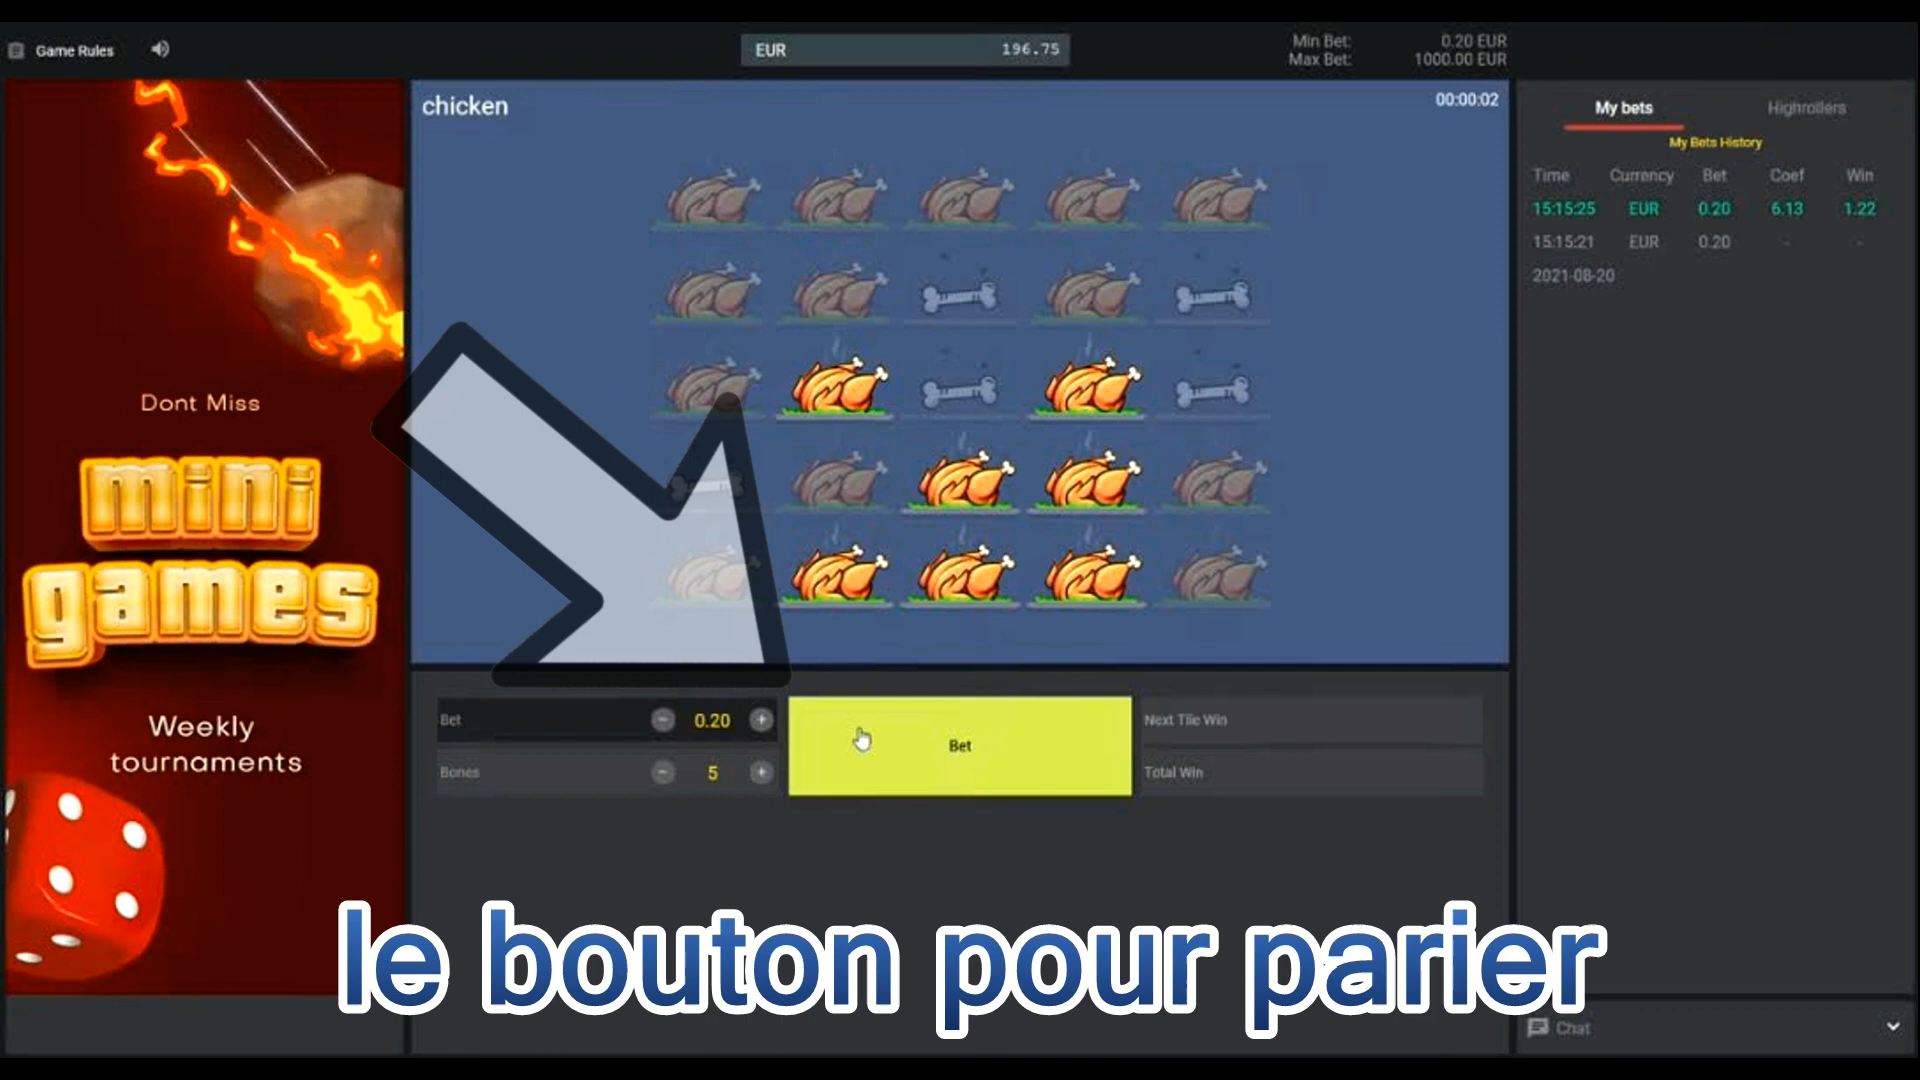 Game Rules
EUR 196.75
Min Bet: 0.20 EUR
Max Bet: 1000.00 EUR
chicken
00:00:02
My bets Highrollers
My Bets History
Time Currency Bet Coef Win
15:15:25 EUR 0.20 6.13 1.22
15:15:21 EUR 0.20 - -
2021-08-20
Dont Miss
mini
games
Weekly
tournaments
Bet - 0.20 +
Bones - 5 +
Bet
Next Tile Win
Total Win
le bouton pour parier
Chat